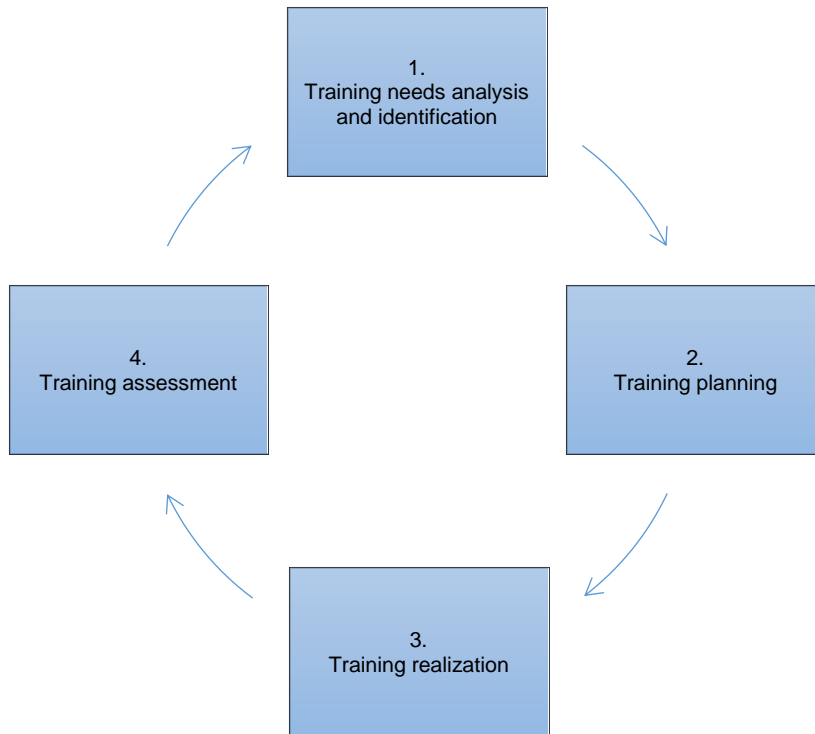 1.
Training needs analysis
and identification
2.
Training planning
3.
Training realization
4.
Training assessment